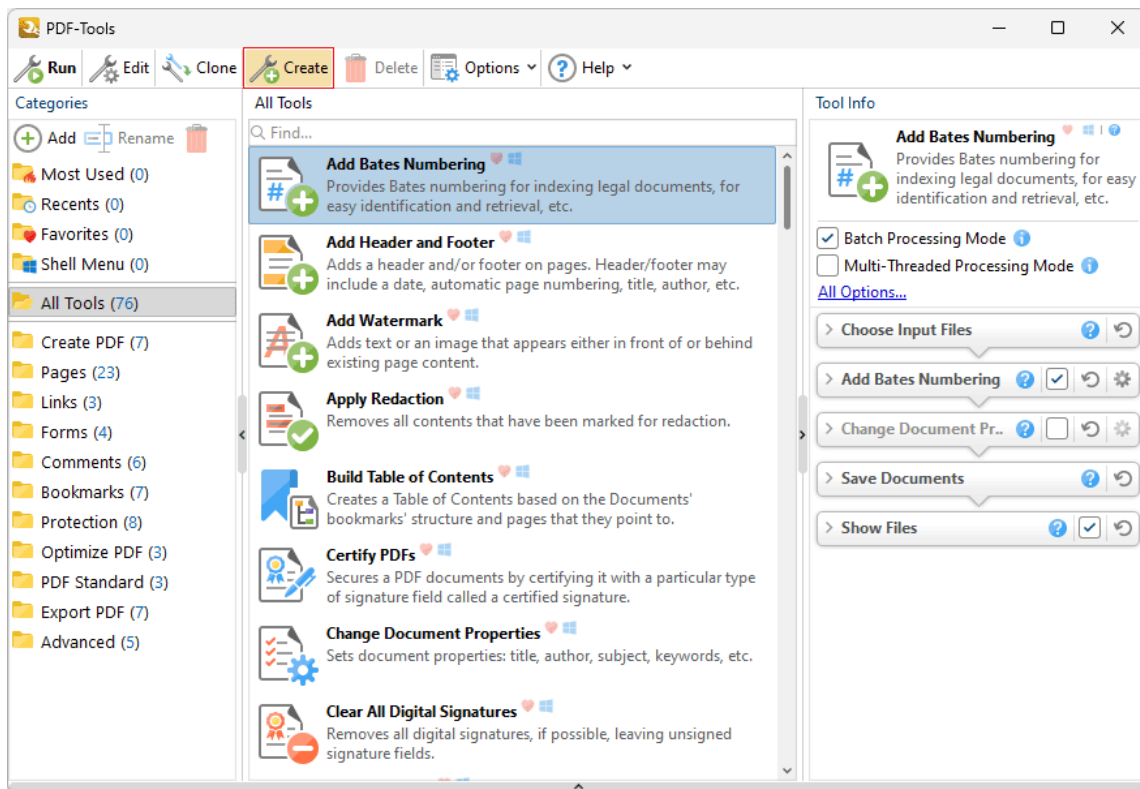 PDF-Tools
Run Edit Clone Create Delete Options Help
Categories
Add Rename
Most Used (0)
Recents (0)
Favorites (0)
Shell Menu (0)
All Tools (76)
Create PDF (7)
Pages (23)
Links (3)
Forms (4)
Comments (6)
Bookmarks (7)
Protection (8)
Optimize PDF (3)
PDF Standard (3)
Export PDF (7)
Advanced (5)
All Tools
Find...
Add Bates Numbering
Provides Bates numbering for indexing legal documents, for
easy identification and retrieval, etc.
Add Header and Footer
Adds a header and/or footer on pages. Header/footer may
include a date, automatic page numbering, title, author, etc.
Add Watermark
Adds text or an image that appears either in front of or behind
existing page content.
Apply Redaction
Removes all contents that have been marked for redaction.
Build Table of Contents
Creates a Table of Contents based on the Documents'
bookmarks' structure and pages that they point to.
Certify PDFs
Secures a PDF documents by certifying it with a particular type
of signature field called a certified signature.
Change Document Properties
Sets document properties: title, author, subject, keywords, etc.
Clear All Digital Signatures
Removes all digital signatures, if possible, leaving unsigned
signature fields.
Tool Info
Add Bates Numbering
Provides Bates numbering for
indexing legal documents, for easy
identification and retrieval, etc.
Batch Processing Mode
Multi-Threaded Processing Mode
All Options...
Choose Input Files
Add Bates Numbering
Change Document Pr..
Save Documents
Show Files